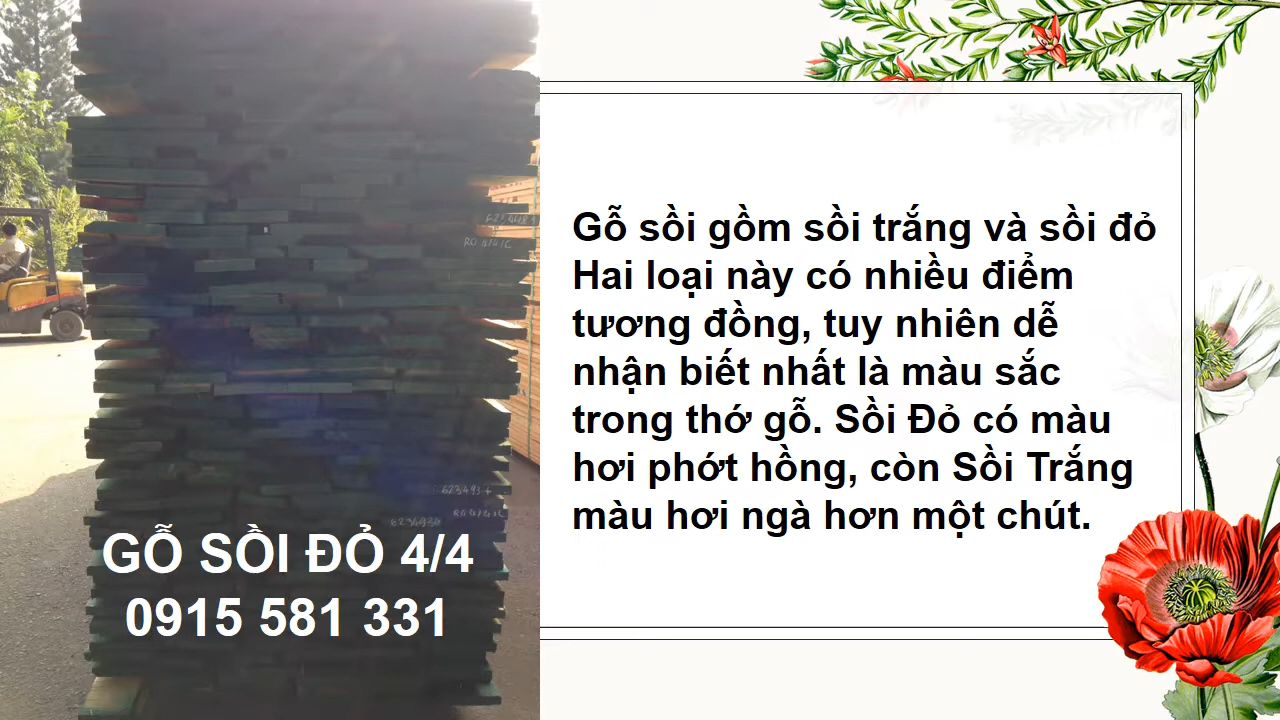 Gỗ sồi gồm sồi trắng và sồi đỏ
Hai loại này có nhiều điểm
tương đồng, tuy nhiên dễ
nhận biết nhất là màu sắc
trong thớ gỗ. Sồi Đỏ có màu
hơi phớt hồng, còn Sồi Trắng
màu hơi ngà hơn một chút.
GỖ SỒI ĐỎ 4/4
0915 581 331